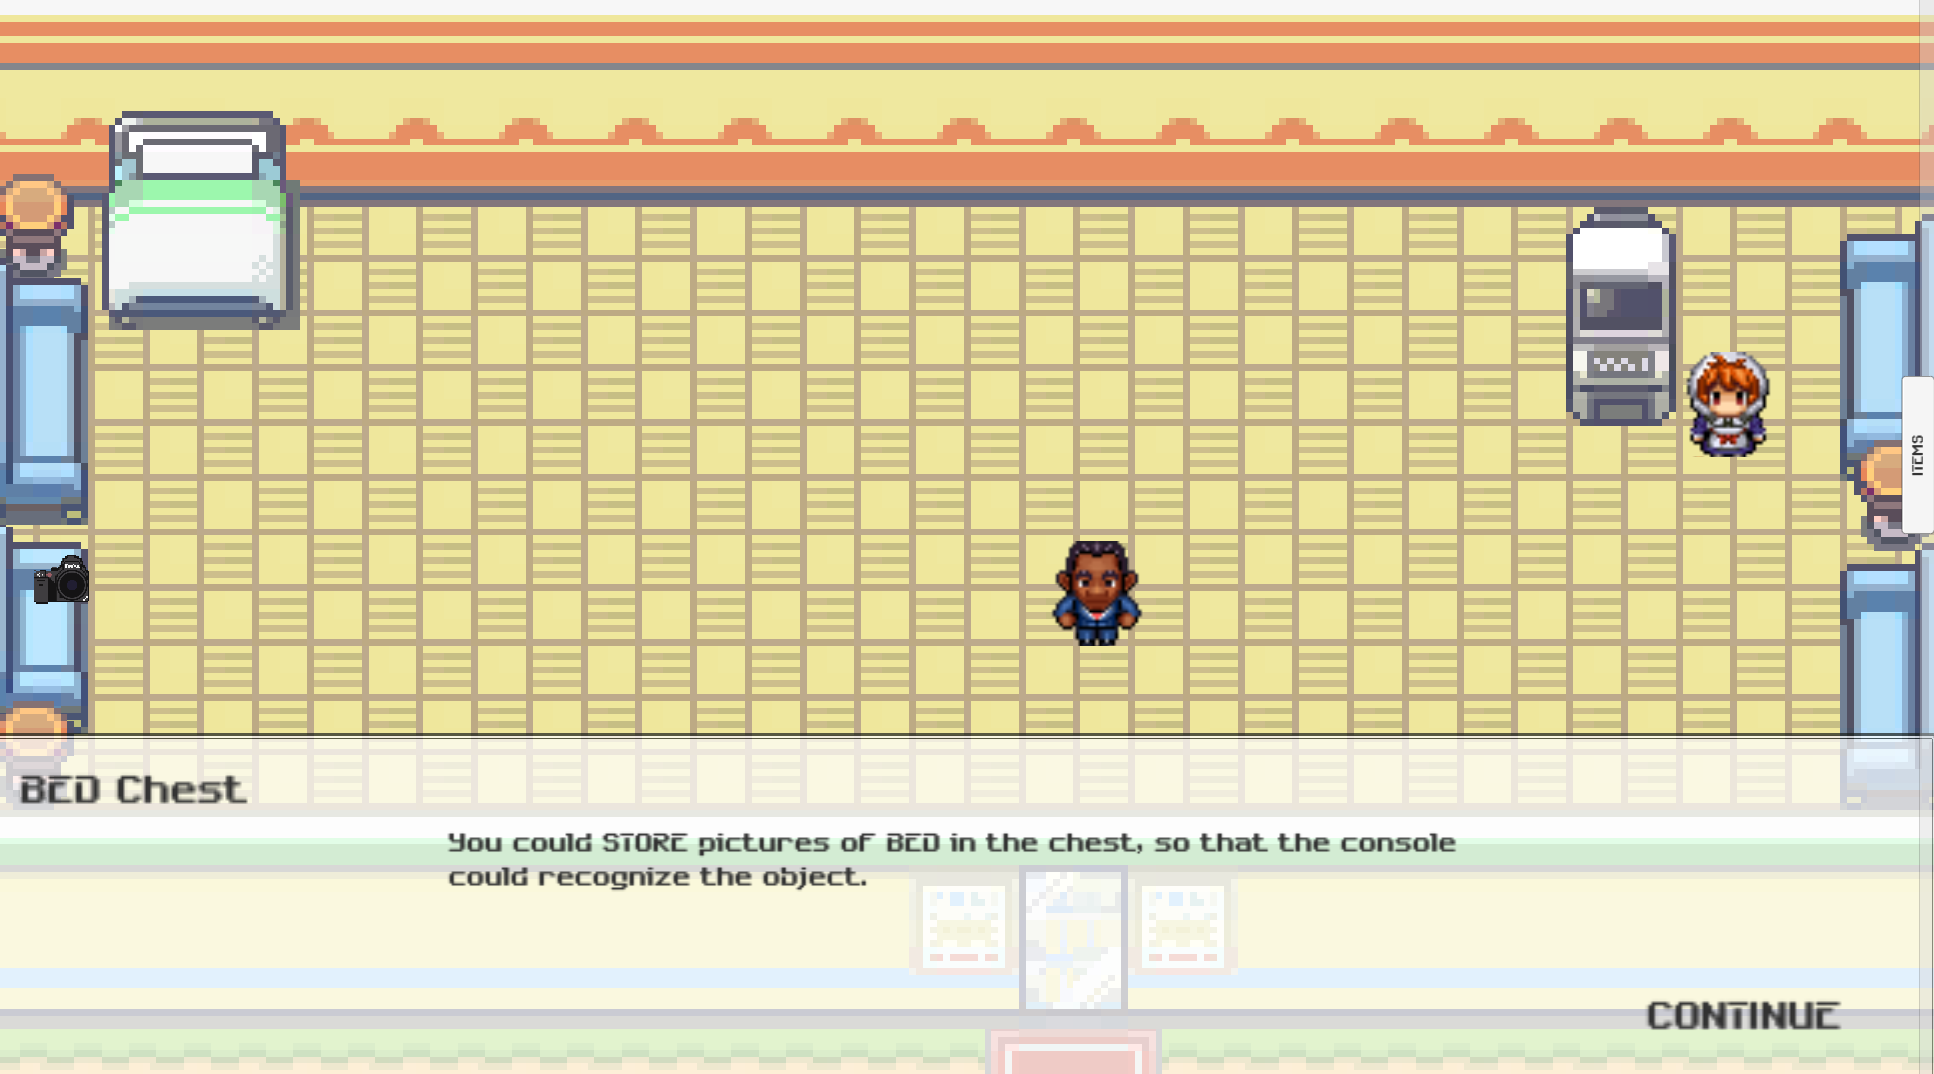 ITEMS
BED Chest
You could STORE pictures of BED in the chest, so that the console
could recognize the object.
CONTINUE